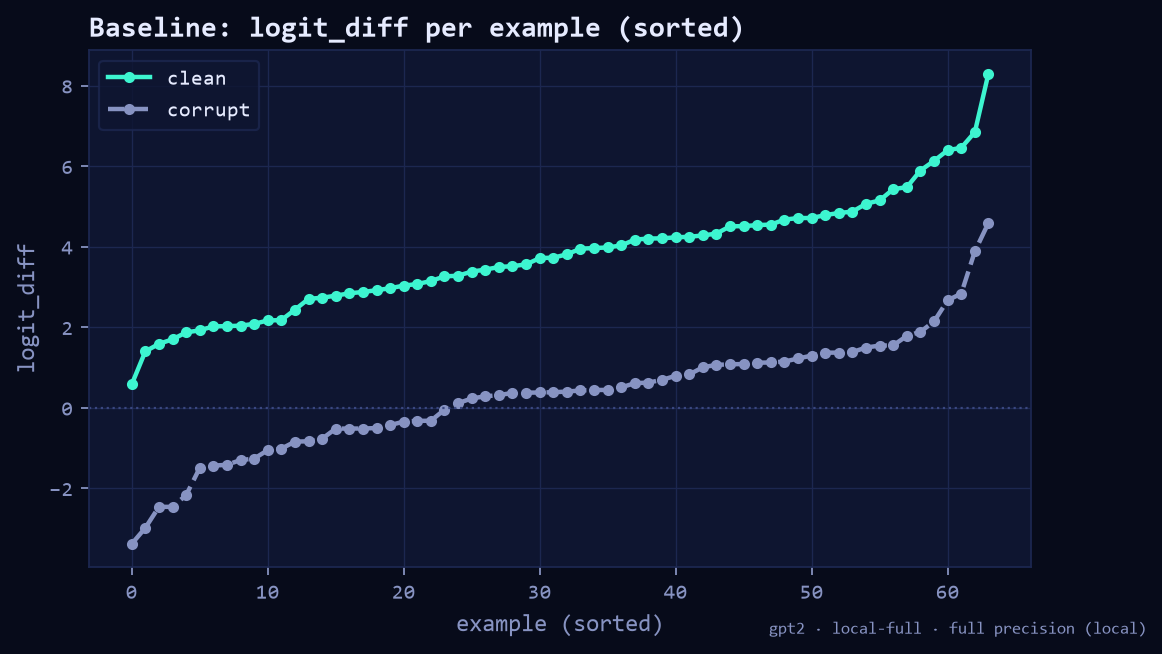 Baseline: logit_diff per example (sorted)
clean
corrupt
8
6
4
2
0
−2
logit_diff
0 10 20 30 40 50 60
example (sorted)
gpt2 · local-full · full precision (local)